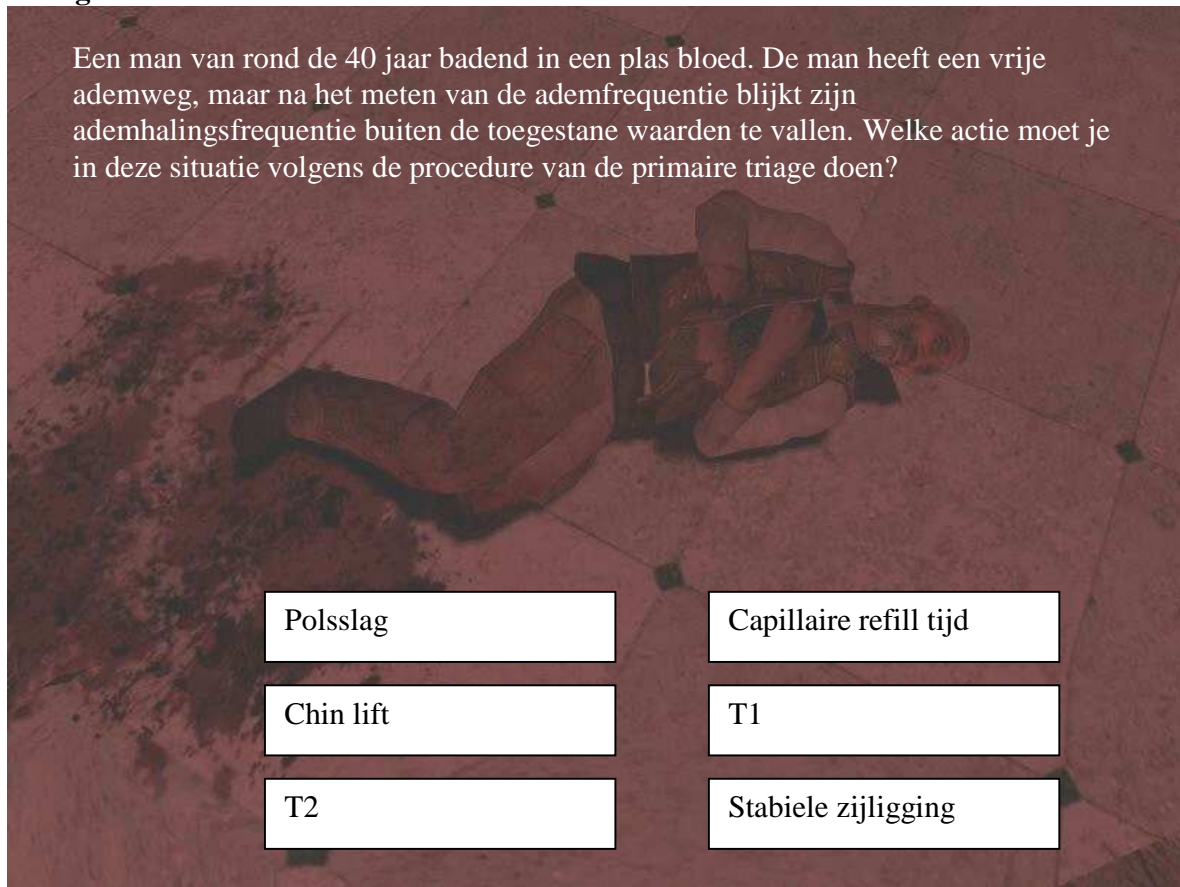 Een man van rond de 40 jaar badend in een plas bloed. De man heeft een vrije
ademweg, maar na het meten van de ademfrequentie blijkt zijn
ademhalingsfrequentie buiten de toegestane waarden te vallen. Welke actie moet je
in deze situatie volgens de procedure van de primaire triage doen?
Polsslag
Capillaire refill tijd
Chin lift
T1
T2
Stabiele zijligging